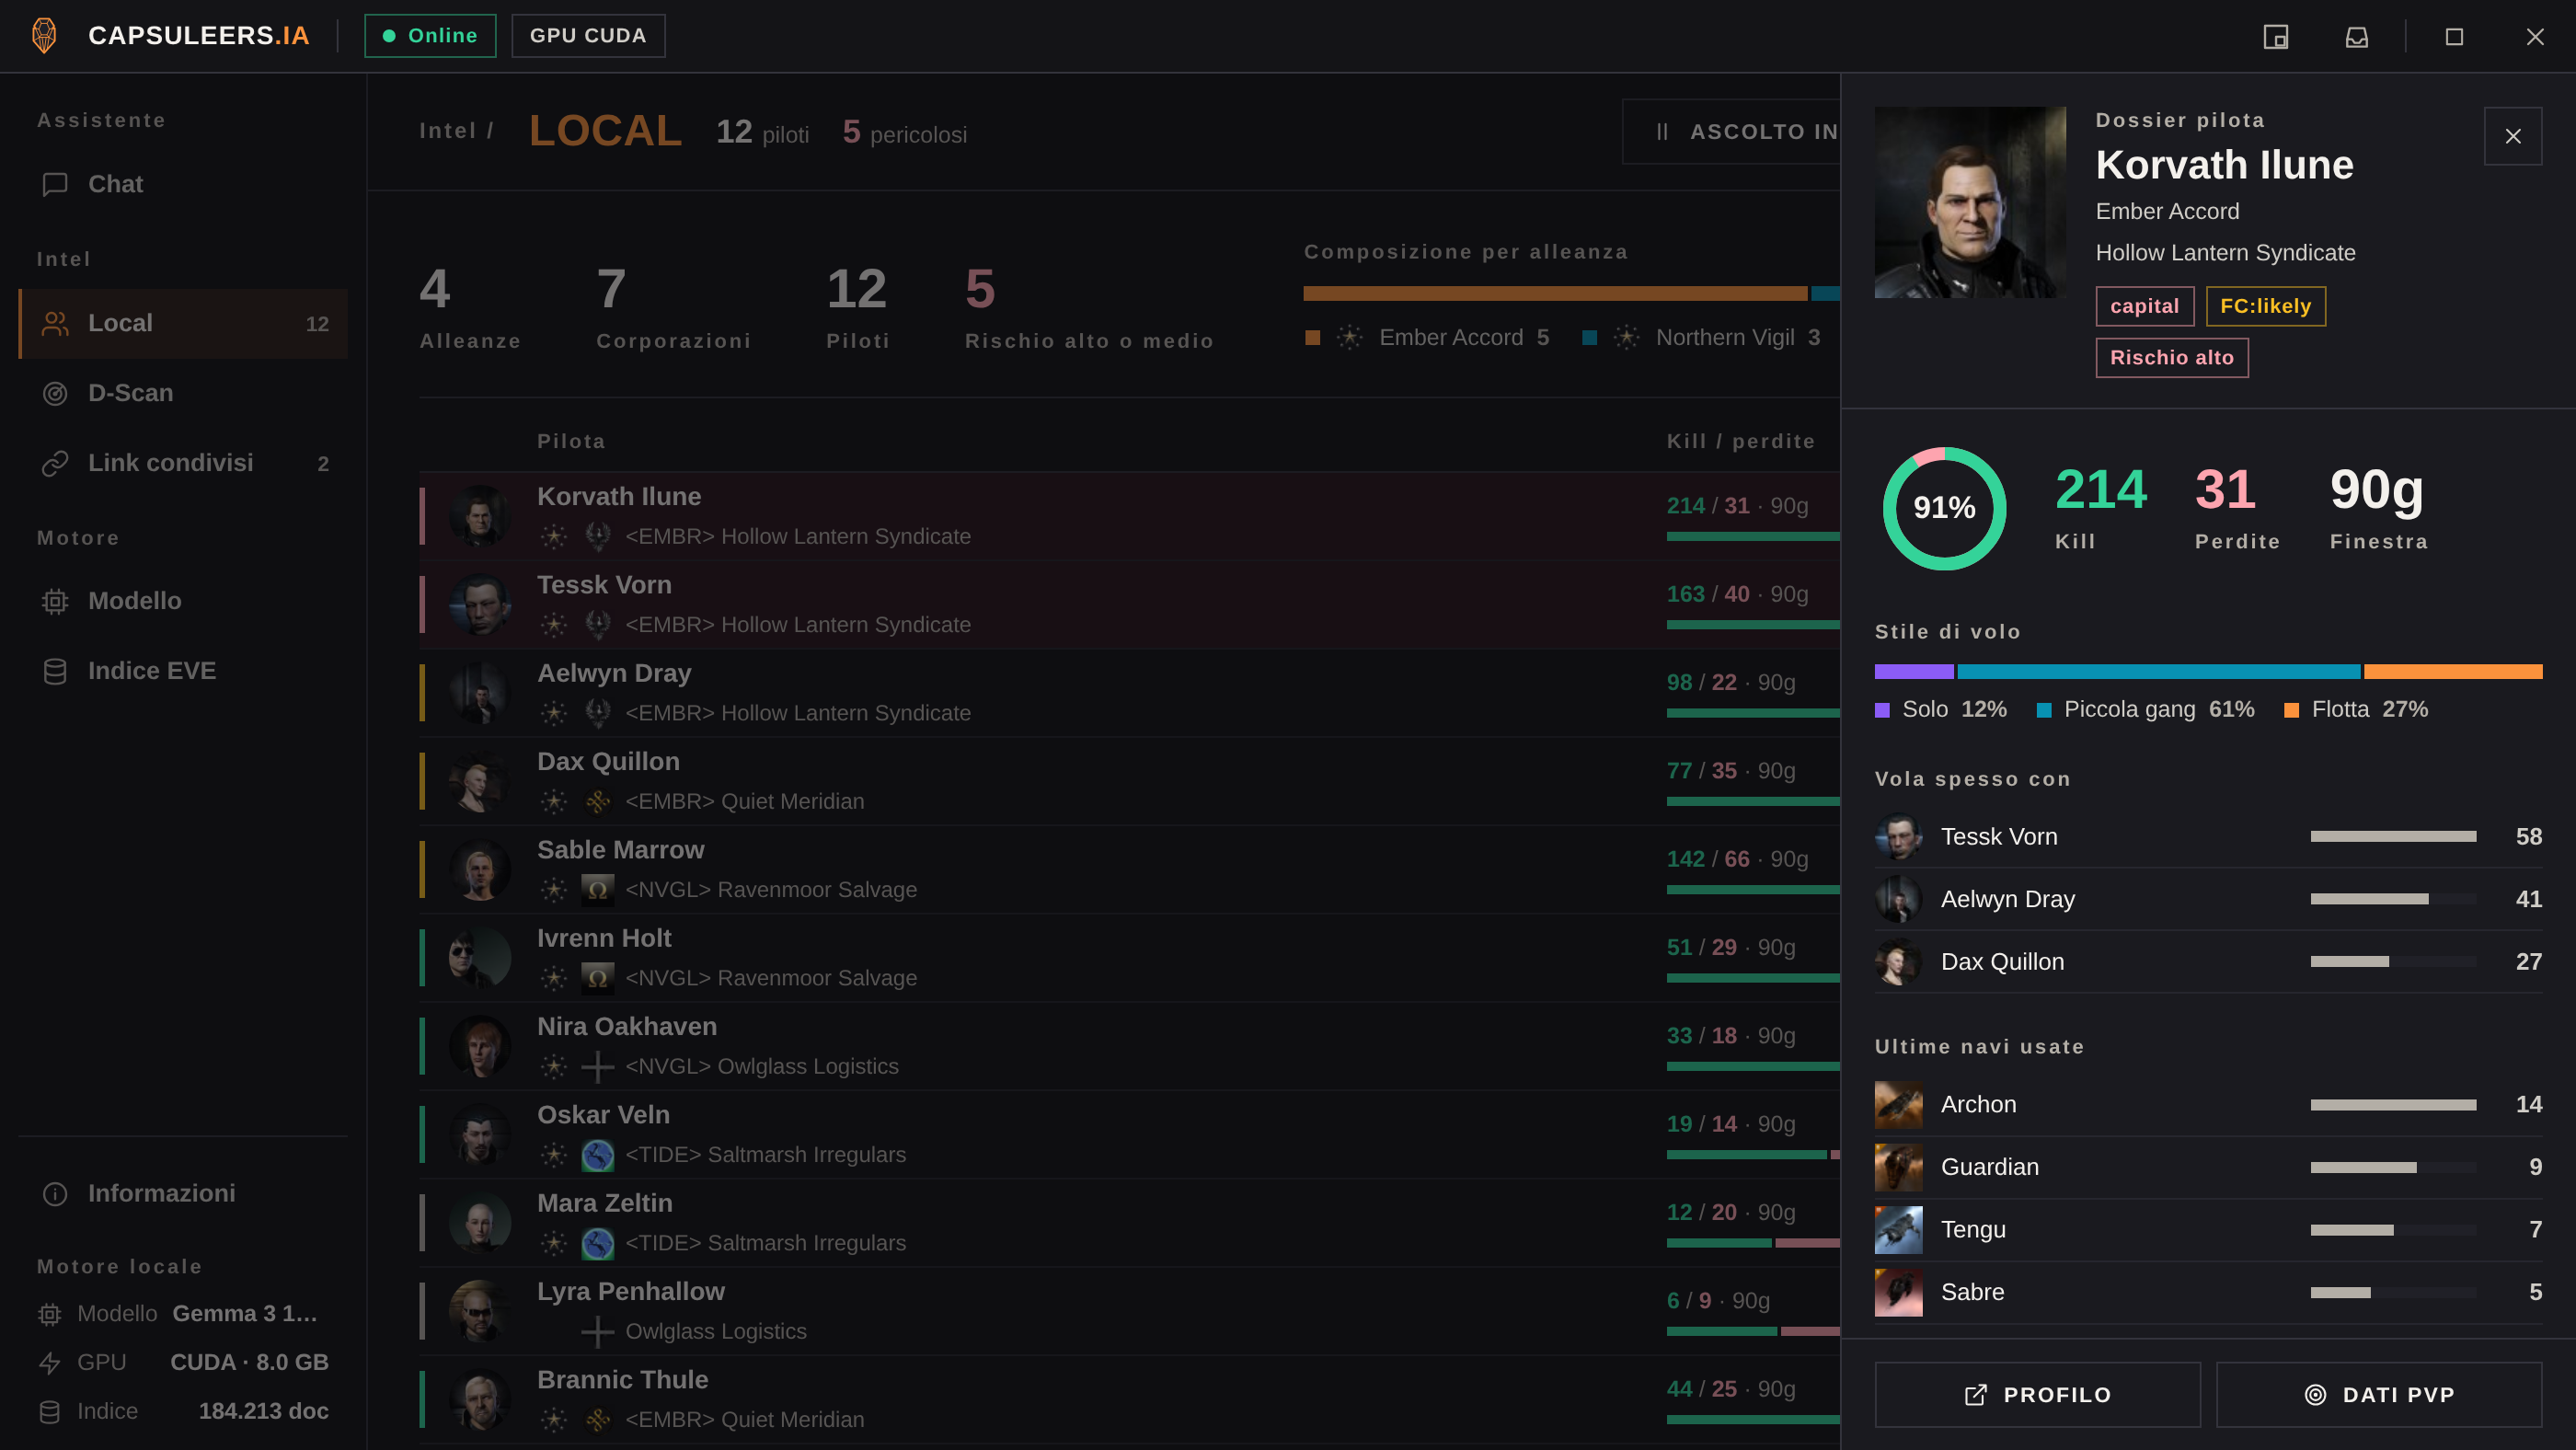 CAPSULEERS.IA
Online
GPU CUDA
Assistente
Chat
Intel
Local 12
D-Scan
Link condivisi 2
Motore
Modello
Indice EVE
Informazioni
Motore locale
Modello Gemma 3 1…
GPU CUDA · 8.0 GB
Indice 184.213 doc
Intel / LOCAL 12 piloti 5 pericolosi
ASCOLTO IN
4 Alleanze
7 Corporazioni
12 Piloti
5 Rischio alto o medio
Composizione per alleanza
Ember Accord 5 Northern Vigil 3
Pilota Kill / perdite
Korvath Ilune
<EMBR> Hollow Lantern Syndicate
214 / 31 · 90g
Tessk Vorn
<EMBR> Hollow Lantern Syndicate
163 / 40 · 90g
Aelwyn Dray
<EMBR> Hollow Lantern Syndicate
98 / 22 · 90g
Dax Quillon
<EMBR> Quiet Meridian
77 / 35 · 90g
Sable Marrow
<NVGL> Ravenmoor Salvage
142 / 66 · 90g
Ivrenn Holt
<NVGL> Ravenmoor Salvage
51 / 29 · 90g
Nira Oakhaven
<NVGL> Owlglass Logistics
33 / 18 · 90g
Oskar Veln
<TIDE> Saltmarsh Irregulars
19 / 14 · 90g
Mara Zeltin
<TIDE> Saltmarsh Irregulars
12 / 20 · 90g
Lyra Penhallow
Owlglass Logistics
6 / 9 · 90g
Brannic Thule
<EMBR> Quiet Meridian
44 / 25 · 90g
Dossier pilota
Korvath Ilune
Ember Accord
Hollow Lantern Syndicate
capital FC:likely
Rischio alto
91%
214 Kill
31 Perdite
90g Finestra
Stile di volo
Solo 12% Piccola gang 61% Flotta 27%
Vola spesso con
Tessk Vorn 58
Aelwyn Dray 41
Dax Quillon 27
Ultime navi usate
Archon 14
Guardian 9
Tengu 7
Sabre 5
PROFILO
DATI PVP